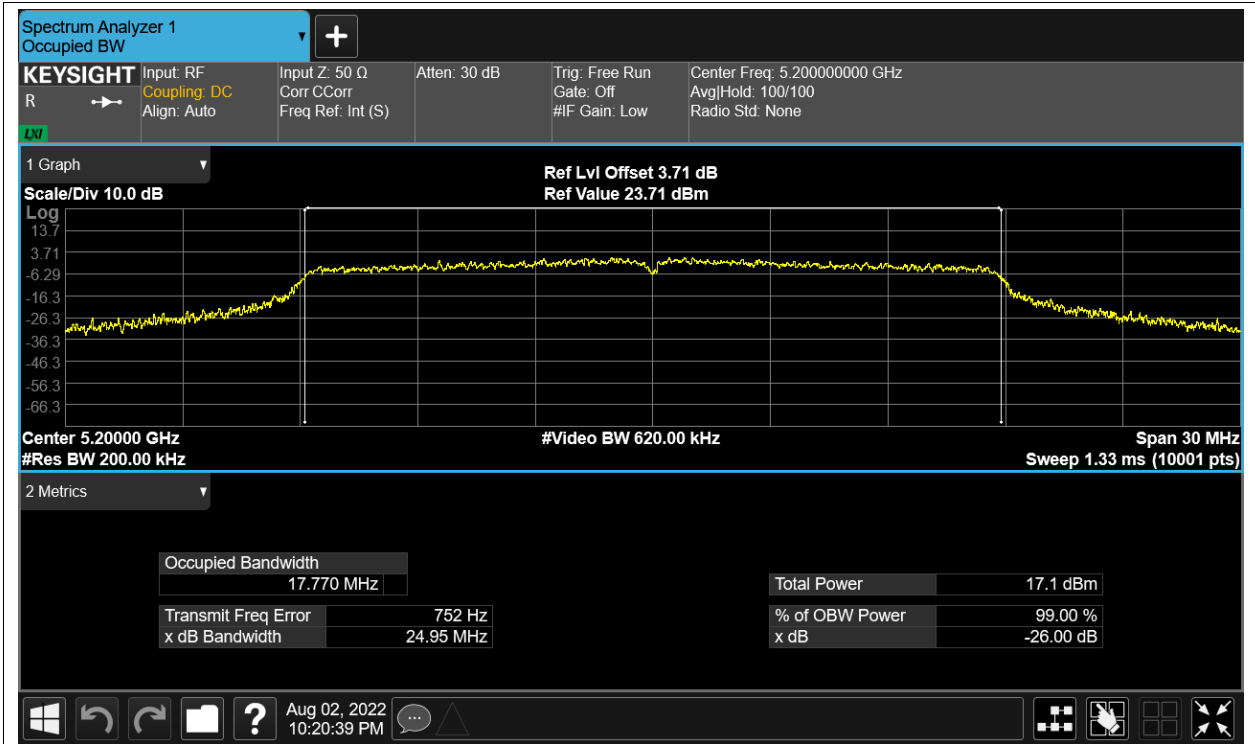 Spectrum Analyzer 1
Occupied BW
KEYSIGHT
R
LXI
Input: RF
Coupling: DC
Align: Auto
Input Z: 50 Ω
Corr CCorr
Freq Ref: Int (S)
Atten: 30 dB
Trig: Free Run
Gate: Off
#IF Gain: Low
Center Freq: 5.200000000 GHz
Avg|Hold: 100/100
Radio Std: None
1 Graph
Scale/Div 10.0 dB
Ref Lvl Offset 3.71 dB
Ref Value 23.71 dBm
Log
13.7
3.71
-6.29
-16.3
-26.3
-36.3
-46.3
-56.3
-66.3
Center 5.20000 GHz
#Video BW 620.00 kHz
Span 30 MHz
#Res BW 200.00 kHz
Sweep 1.33 ms (10001 pts)
2 Metrics
Occupied Bandwidth
17.770 MHz
Total Power 17.1 dBm
Transmit Freq Error 752 Hz
% of OBW Power 99.00 %
x dB Bandwidth 24.95 MHz
x dB -26.00 dB
?
Aug 02, 2022
10:20:39 PM